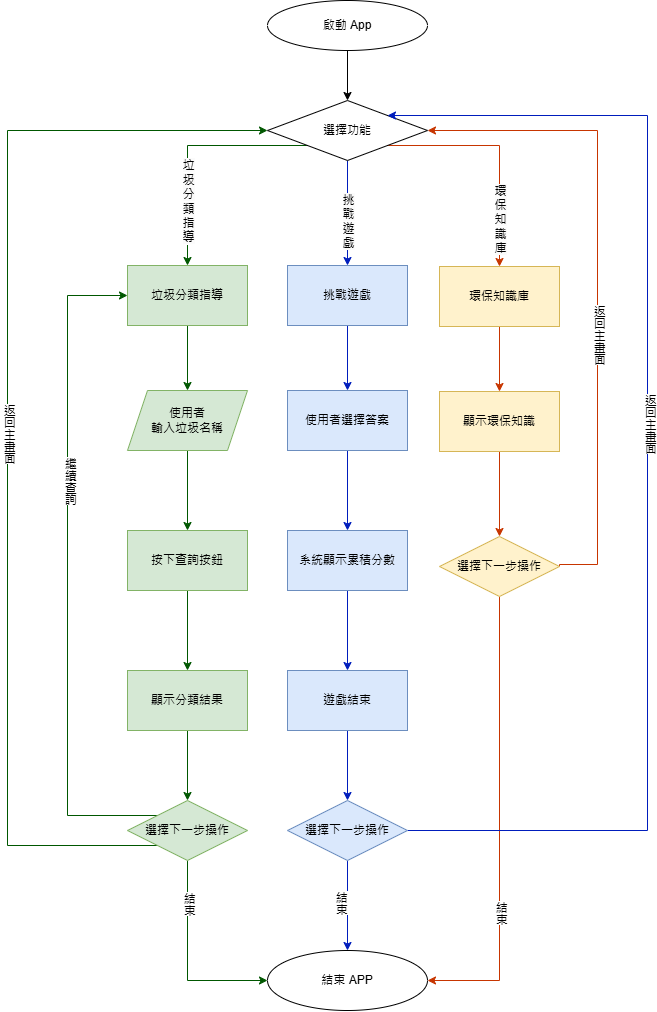 啟動 App
選擇功能
垃圾分類指導
挑戰遊戲
環保知識庫
垃圾分類指導
挑戰遊戲
環保知識庫
返回主畫面
使用者
輸入垃圾名稱
使用者選擇答案
顯示環保知識
返回主畫面
返回主畫面
繼續查詢
按下查詢按鈕
系統顯示累積分數
選擇下一步操作
顯示分類結果
遊戲結束
選擇下一步操作
選擇下一步操作
結束
結束
結束
結束 APP